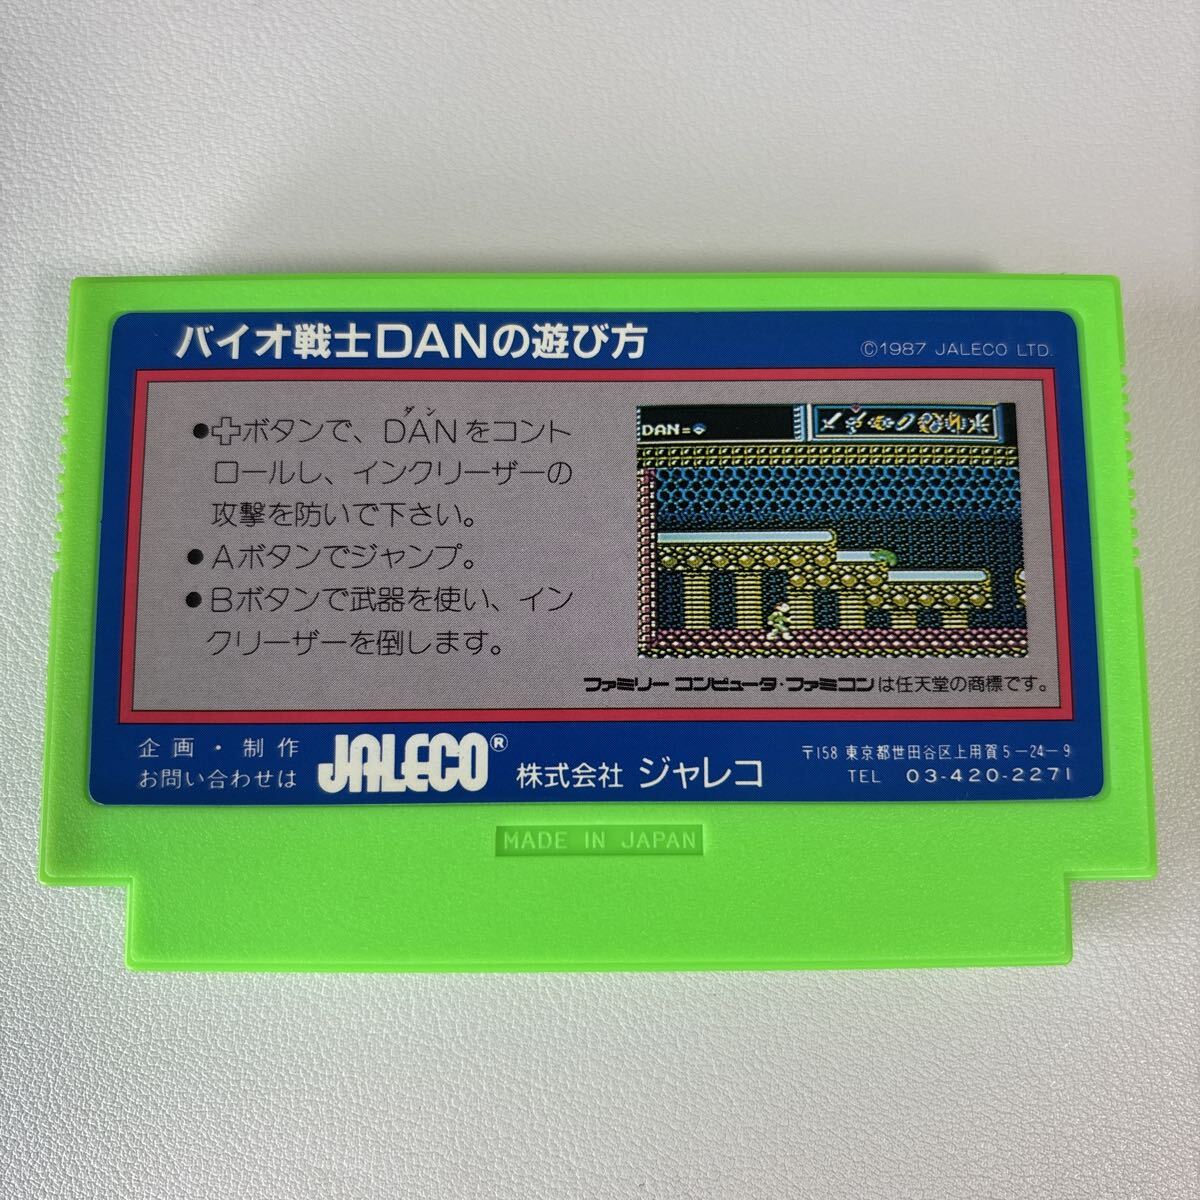 バイオ戦士DANの遊び方
©1987 JALECO LTD.
ダン
●✚ボタンで、DANをコント
ロールし、インクリーザーの
攻撃を防いで下さい。
●Aボタンでジャンプ。
●Bボタンで武器を使い、イン
クリーザーを倒します。
DAN=
ファミリー コンピュータ・ファミコンは任天堂の商標です。
企画・制作
お問い合わせは
JALECO®
株式会社 ジャレコ
〒158 東京都世田谷区上用賀5-24-9
TEL 03-420-2271
MADE IN JAPAN